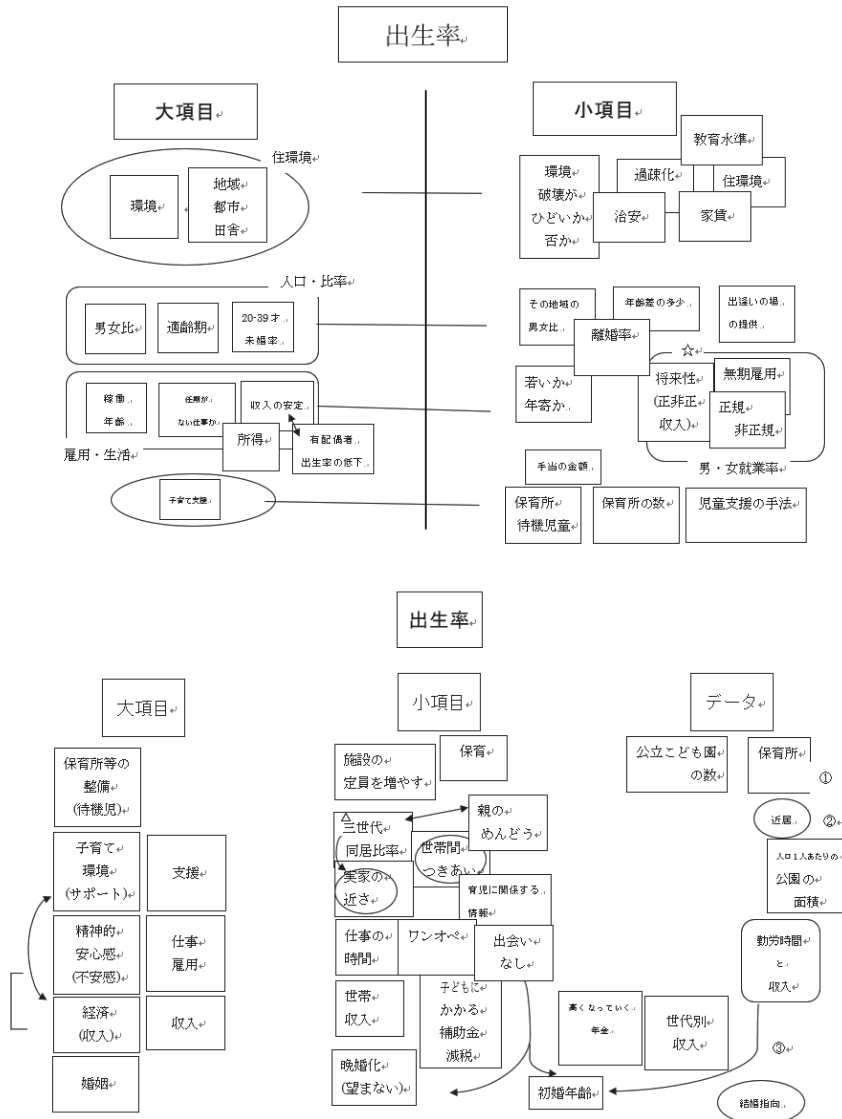 出生率
大項目
小項目
住環境
環境
地域
都市
田舎
教育水準
環境
破壊が
ひどいか
否か
過疎化
住環境
治安
家賃
人口・比率
男女比
適齢期
20-39才
未婚率
その地域の
男女比
年齢差の多少
出逢いの場
の提供
離婚率
☆
若いか
年寄か
将来性
(正非正
収入)
無期雇用
正規
非正規
男・女就業率
稼働
年齢
任期が
ない仕事か
収入の安定
所得
有配偶者
出生率の低下
雇用・生活
子育て支援
手当の金額
保育所
待機児童
保育所の数
児童支援の手法
出生率
大項目
小項目
データ
保育所等の
整備
(待機児)
子育て
環境
(サポート)
支援
精神的
安心感
(不安感)
仕事
雇用
経済
(収入)
収入
婚姻
施設の
定員を増やす
保育
親の
めんどう
△
三世代
同居比率
世帯間
つきあい
実家の
近さ
育児に関係する
情報
仕事の
時間
ワンオペ
出会い
なし
世帯
収入
子どもに
かかる
補助金
減税
晩婚化
(望まない)
初婚年齢
高くなっていく
年金
世代別
収入
公立こども園
の数
保育所
①
近居
②
人口1人あたりの
公園の
面積
勤労時間
と
収入
③
結婚指向